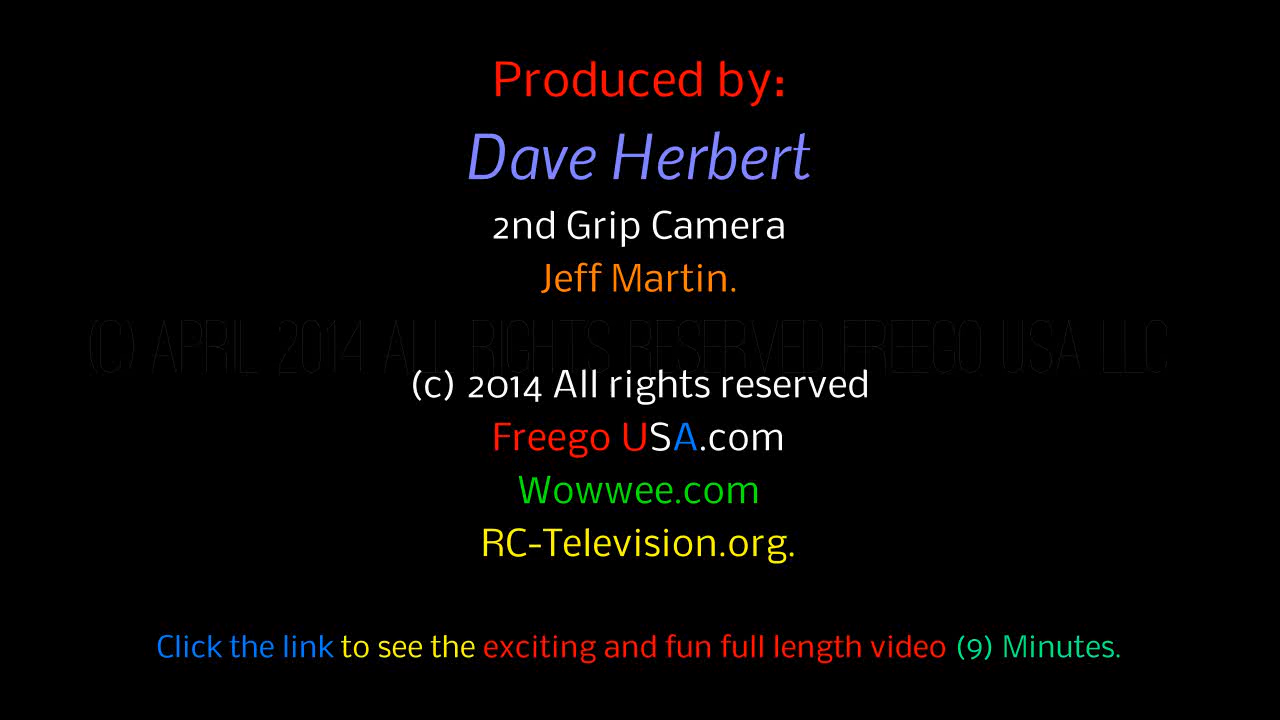 Produced by:
Dave Herbert
2nd Grip Camera
Jeff Martin.
(C) APRIL 2014 ALL RIGHTS RESERVED FREEGO USA LLC
(c) 2014 All rights reserved
Freego USA.com
Wowwee.com
RC-Television.org.
Click the link to see the exciting and fun full length video (9) Minutes.